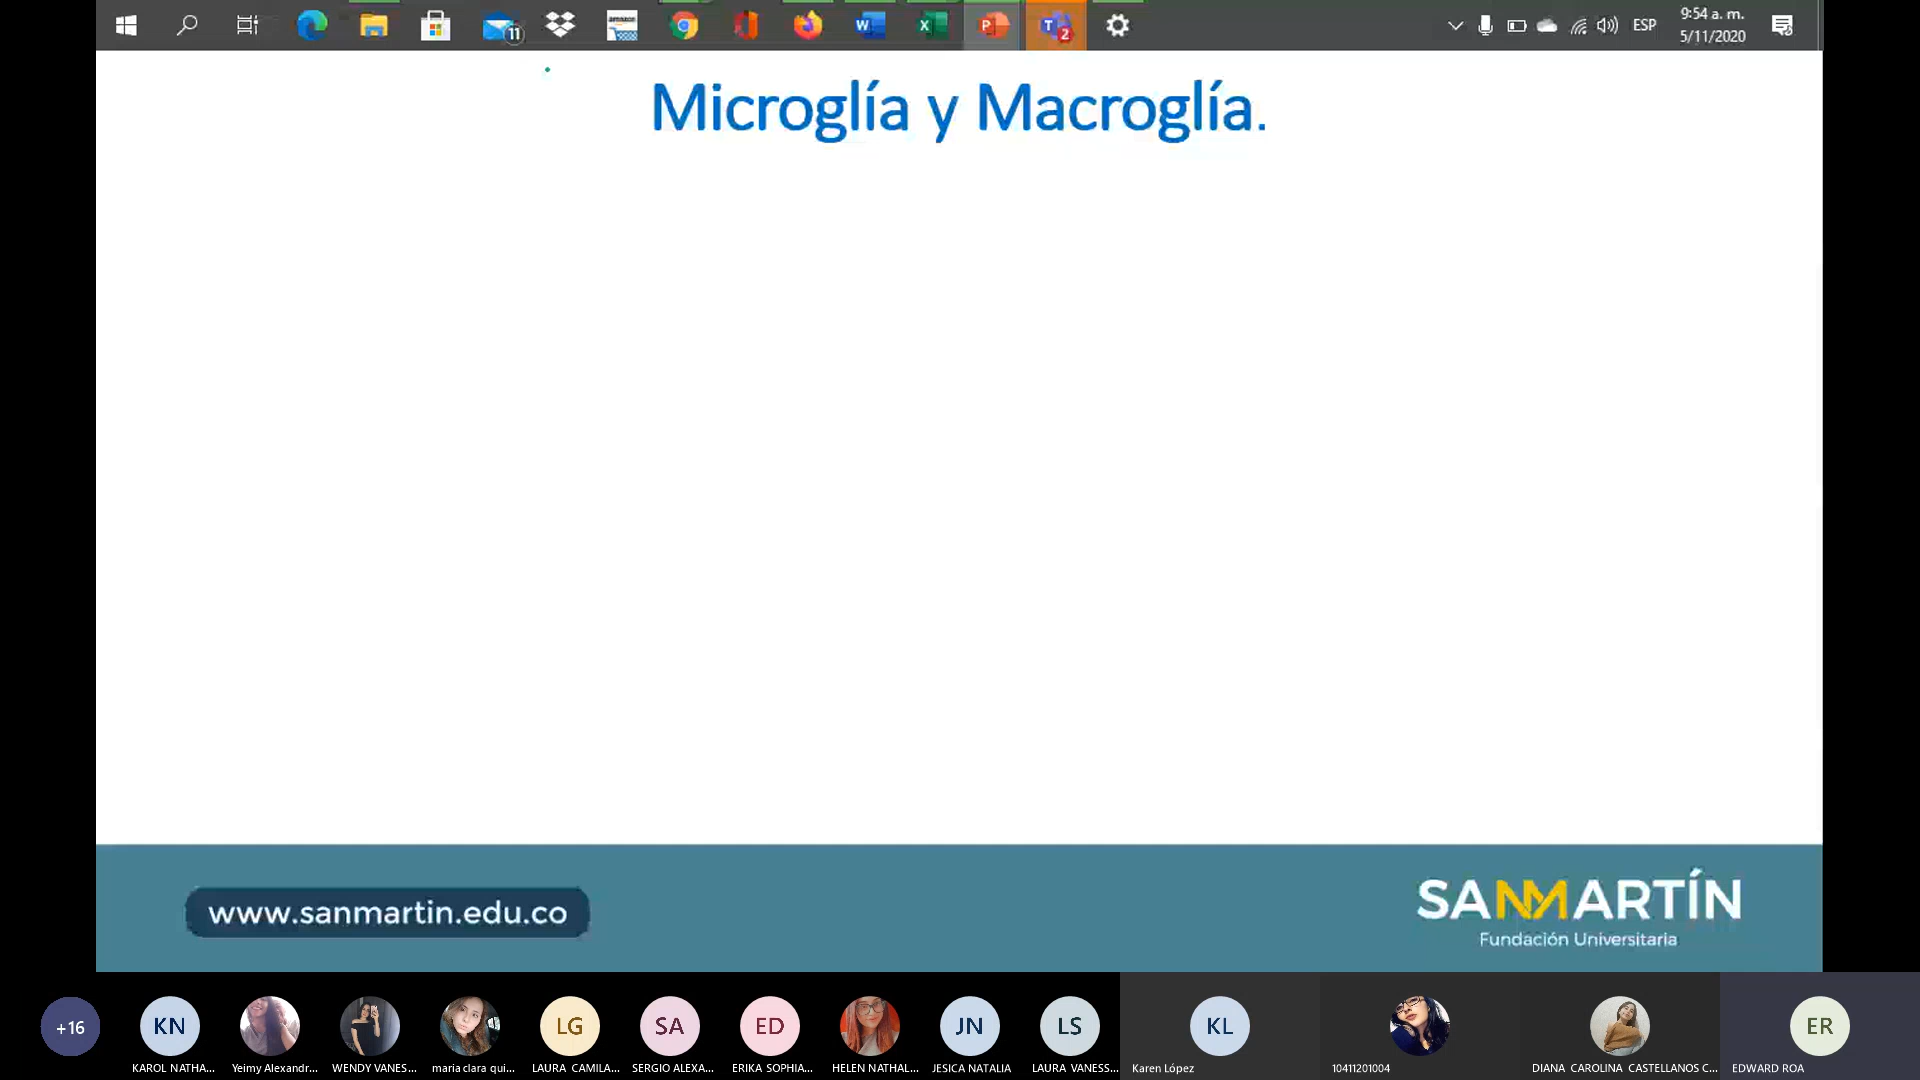 11
2
ESP
9:54 a. m.
5/11/2020
Microglía y Macroglía.
www.sanmartin.edu.co
SANMARTÍN
Fundación Universitaria
+16
KN
LG
SA
ED
JN
LS
KL
ER
KAROL NATHA...
Yeimy Alexandr...
WENDY VANES...
maria clara qui...
LAURA CAMILA...
SERGIO ALEXA...
ERIKA SOPHIA...
HELEN NATHAL...
JESICA NATALIA
LAURA VANESS...
Karen López
10411201004
DIANA CAROLINA CASTELLANOS C...
EDWARD ROA